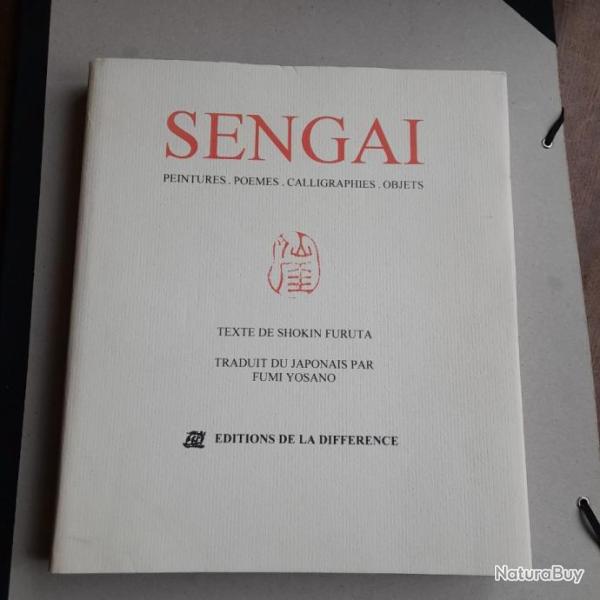 SENGAI
PEINTURES . POEMES . CALLIGRAPHIES . OBJETS
TEXTE DE SHOKIN FURUTA
TRADUIT DU JAPONAIS PAR
FUMI YOSANO
EDITIONS DE LA DIFFERENCE
NaturaBuy